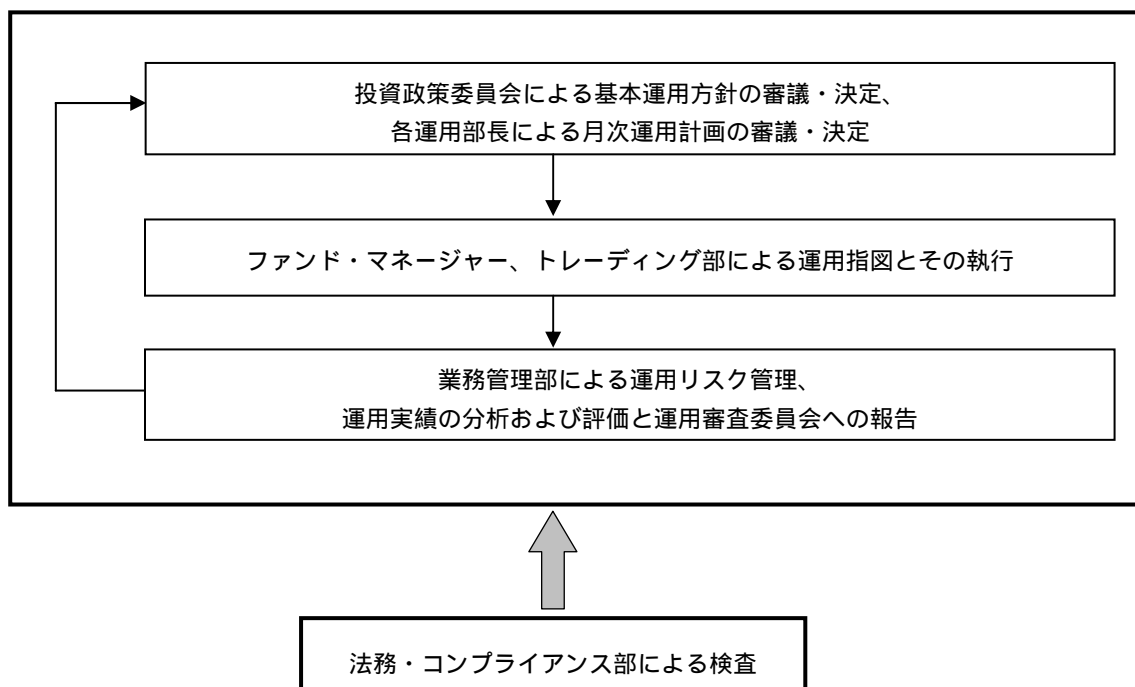 投資政策委員会による基本運用方針の審議・決定、
各運用部長による月次運用計画の審議・決定
ファンド・マネージャー、トレーディング部による運用指図とその執行
業務管理部による運用リスク管理、
運用実績の分析および評価と運用審査委員会への報告
法務・コンプライアンス部による検査